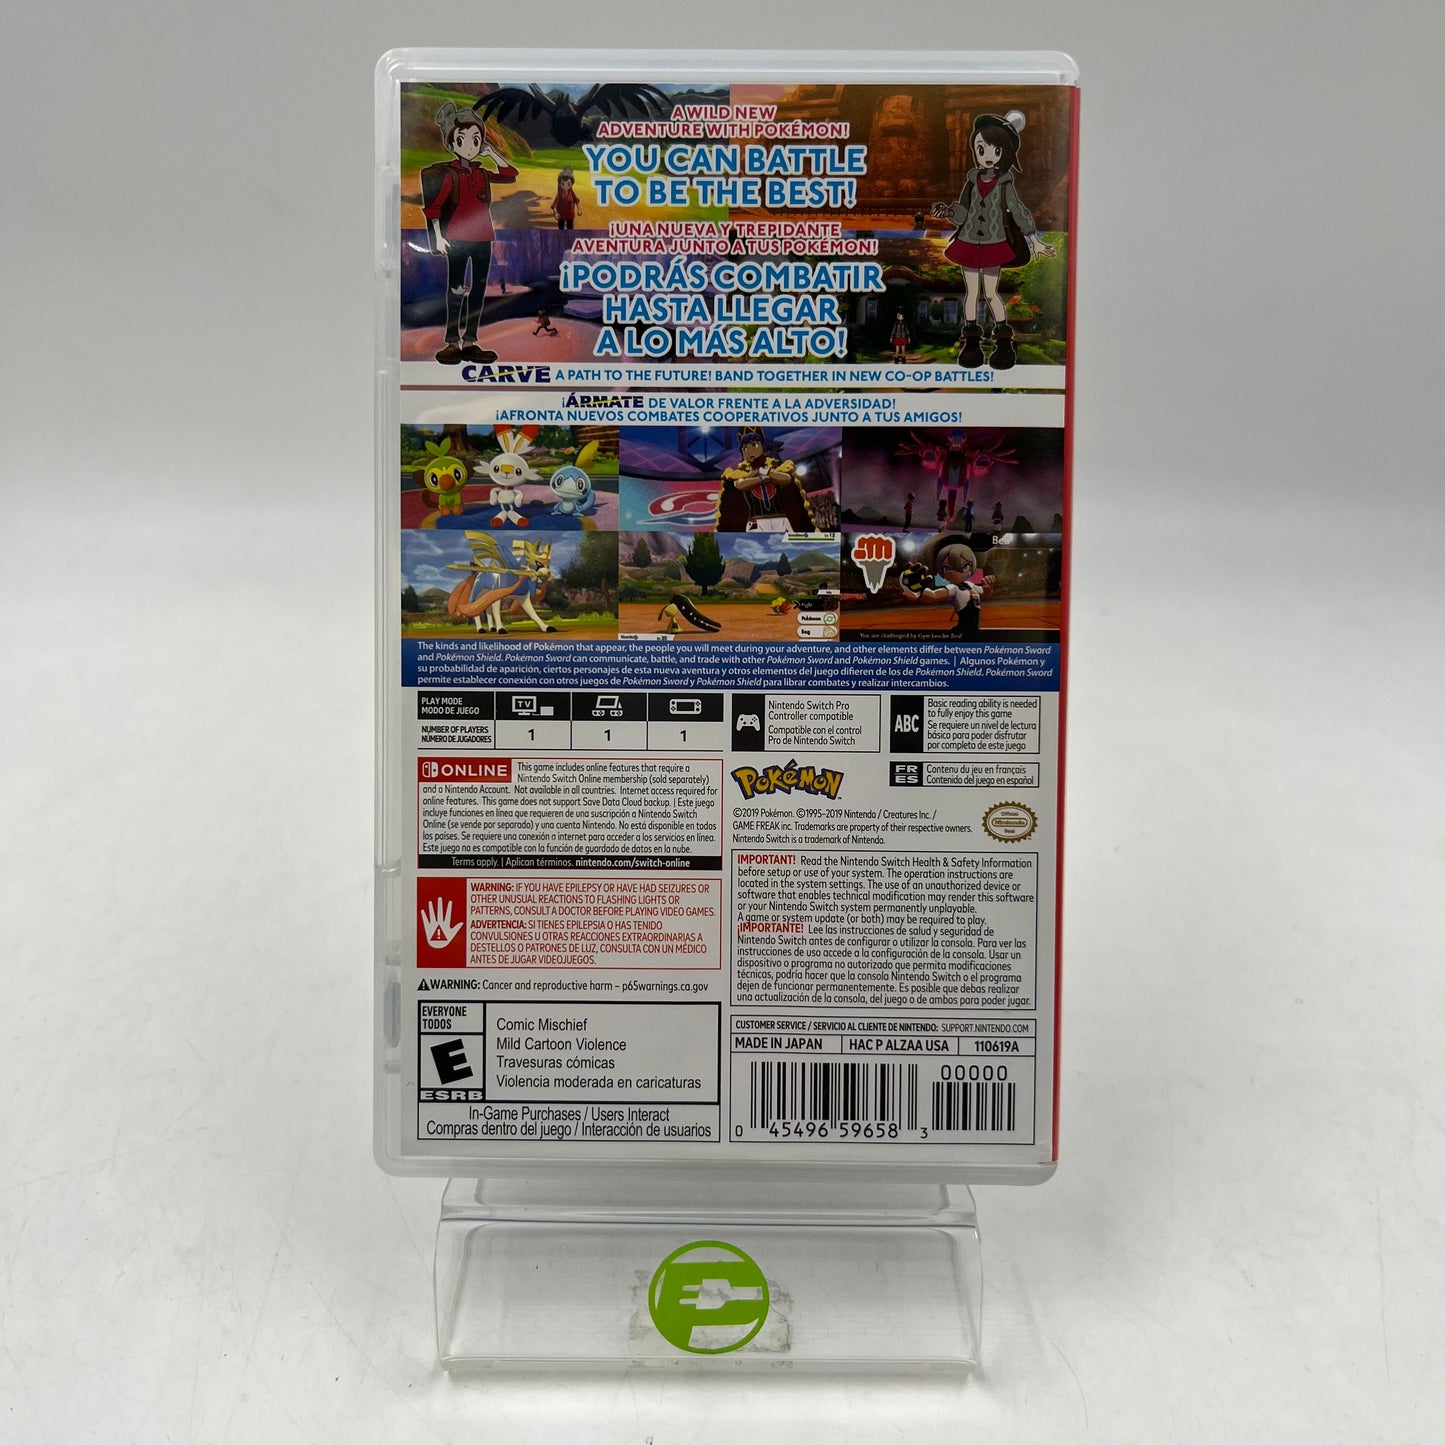 A WILD NEW
ADVENTURE WITH POKÉMON!
YOU CAN BATTLE
TO BE THE BEST!
¡UNA NUEVA Y TREPIDANTE
AVENTURA JUNTO A TUS POKÉMON!
¡PODRÁS COMBATIR
HASTA LLEGAR
A LO MÁS ALTO!
CARVE A PATH TO THE FUTURE! BAND TOGETHER IN NEW CO-OP BATTLES!
¡ÁRMATE DE VALOR FRENTE A LA ADVERSIDAD!
¡AFRONTA NUEVOS COMBATES COOPERATIVOS JUNTO A TUS AMIGOS!
Bea
You are challenged by Gym Leader Bea!
The kinds and likelihood of Pokémon that appear, the people you will meet during your adventure, and other elements differ between Pokémon Sword
and Pokémon Shield. Pokémon Sword can communicate, battle, and trade with other Pokémon Sword and Pokémon Shield games. | Algunos Pokémon y
su probabilidad de aparición, ciertos personajes de esta nueva aventura y otros elementos del juego difieren de los de Pokémon Shield. Pokémon Sword
permite establecer conexión con otros juegos de Pokémon Sword y Pokémon Shield para librar combates y realizar intercambios.
PLAY MODE
MODO DE JUEGO
TV
NUMBER OF PLAYERS
NÚMERO DE JUGADORES
1 1 1
Nintendo Switch Pro
Controller compatible
Compatible con el control
Pro de Nintendo Switch
ABC
Basic reading ability is needed
to fully enjoy this game
Se requiere un nivel de lectura
básico para poder disfrutar
por completo de este juego
ONLINE
This game includes online features that require a
Nintendo Switch Online membership (sold separately)
and a Nintendo Account. Not available in all countries. Internet access required for
online features. This game does not support Save Data Cloud backup. | Este juego
incluye funciones en línea que requieren de una suscripción a Nintendo Switch
Online (se vende por separado) y una cuenta Nintendo. No está disponible en todos
los países. Se requiere una conexión a internet para acceder a los servicios en línea.
Este juego no es compatible con la función de guardado de datos en la nube.
Terms apply. | Aplican términos. nintendo.com/switch-online
POKéMON
FR
ES
Contenu du jeu en français
Contenido del juego en español
©2019 Pokémon. ©1995–2019 Nintendo / Creatures Inc. /
GAME FREAK inc. Trademarks are property of their respective owners.
Nintendo Switch is a trademark of Nintendo.
Official
Nintendo
Seal
WARNING: IF YOU HAVE EPILEPSY OR HAVE HAD SEIZURES OR
OTHER UNUSUAL REACTIONS TO FLASHING LIGHTS OR
PATTERNS, CONSULT A DOCTOR BEFORE PLAYING VIDEO GAMES.
ADVERTENCIA: SI TIENES EPILEPSIA O HAS TENIDO
CONVULSIONES U OTRAS REACCIONES EXTRAORDINARIAS A
DESTELLOS O PATRONES DE LUZ, CONSULTA CON UN MÉDICO
ANTES DE JUGAR VIDEOJUEGOS.
WARNING: Cancer and reproductive harm – p65warnings.ca.gov
IMPORTANT! Read the Nintendo Switch Health & Safety Information
before setup or use of your system. The operation instructions are
located in the system settings. The use of an unauthorized device or
software that enables technical modification may render this software
or your Nintendo Switch system permanently unplayable.
A game or system update (or both) may be required to play.
¡IMPORTANTE! Lee las instrucciones de salud y seguridad de
Nintendo Switch antes de configurar o utilizar la consola. Para ver las
instrucciones de uso accede a la configuración de la consola. Usar un
dispositivo o programa no autorizado que permita modificaciones
técnicas, podría hacer que la consola Nintendo Switch o el programa
dejen de funcionar permanentemente. Es posible que debas realizar
una actualización de la consola, del juego o de ambos para poder jugar.
EVERYONE
TODOS
E
ESRB
Comic Mischief
Mild Cartoon Violence
Travesuras cómicas
Violencia moderada en caricaturas
In-Game Purchases / Users Interact
Compras dentro del juego / Interacción de usuarios
CUSTOMER SERVICE / SERVICIO AL CLIENTE DE NINTENDO: SUPPORT.NINTENDO.COM
MADE IN JAPAN HAC P ALZAA USA 110619A
00000
0 45496 59658 3